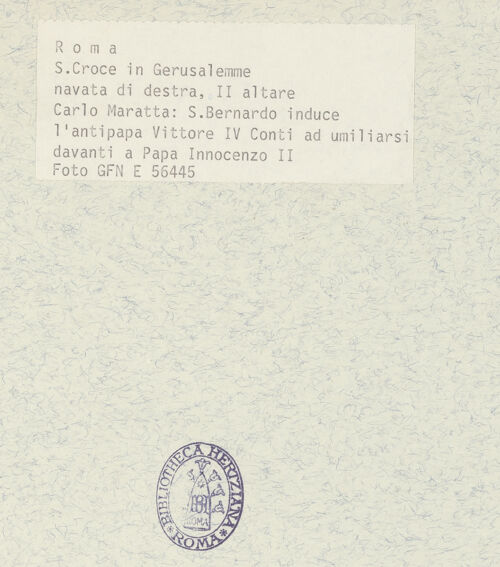 R o m a
S.Croce in Gerusalemme
navata di destra, II altare
Carlo Maratta: S.Bernardo induce
l'antipapa Vittore IV Conti ad umiliarsi
davanti a Papa Innocenzo II
Foto GFN E 56445
BIBLIOTHECA HERTZIANA
ROMA
* ROMA *